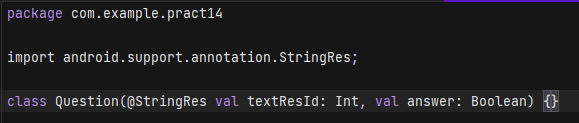 package com.example.pract14
import android.support.annotation.StringRes;
class Question(@StringRes val textResId: Int, val answer: Boolean) {}